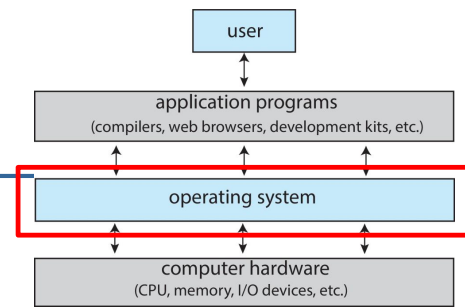 user
application programs
(compilers, web browsers, development kits, etc.)
operating system
computer hardware
(CPU, memory, I/O devices, etc.)